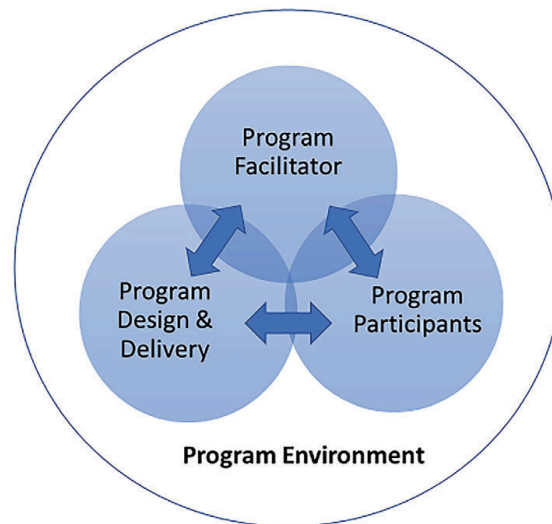 Program
Facilitator
Program
Design &
Delivery
Program
Participants
Program Environment